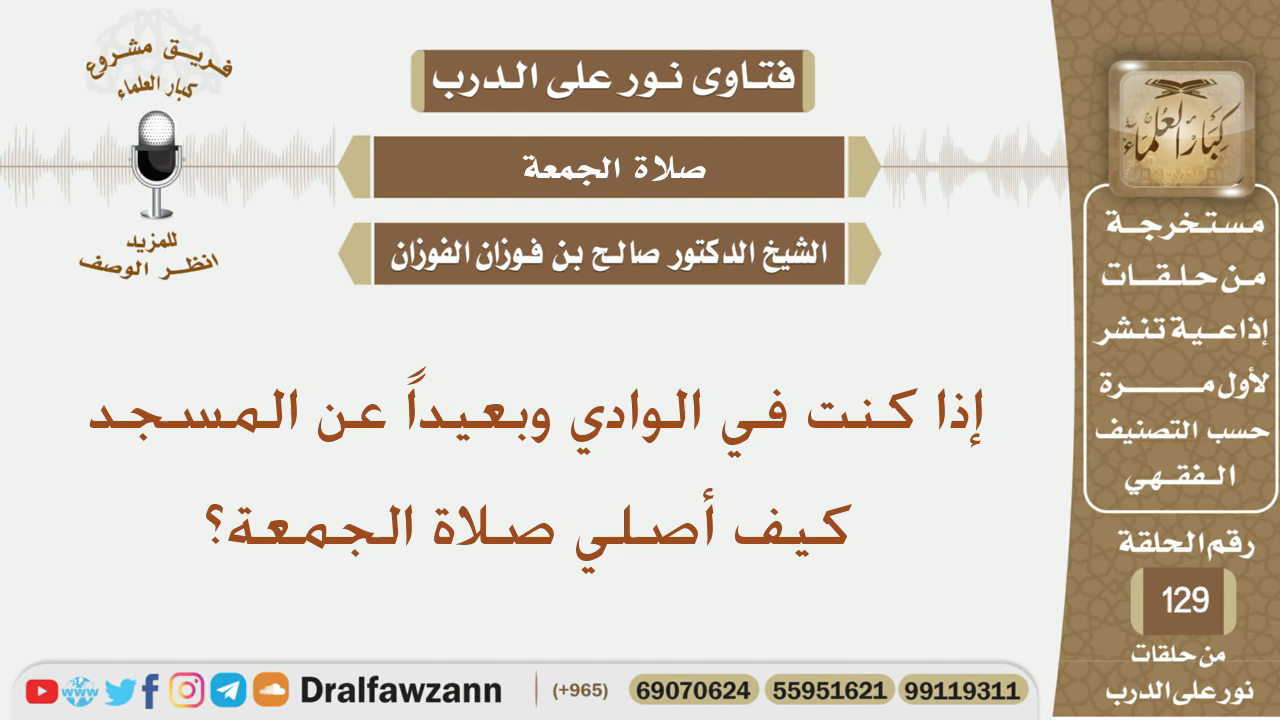 فريق مشروع
كبار العلماء
للمزيد
انظر الوصف
فتاوى نور على الدرب
صلاة الجمعة
الشيخ الدكتور صالح بن فوزان الفوزان
إذا كنت في الوادي وبعيداً عن المسجد
كيف أصلي صلاة الجمعة؟
كبار العلماء
مستخرجة
من حلقات
إذاعية تنشر
لأول مرة
حسب التصنيف
الفقهي
رقم الحلقة
129
من حلقات
نور على الدرب
www Dralfawzann (+965) 69070624 55951621 99119311